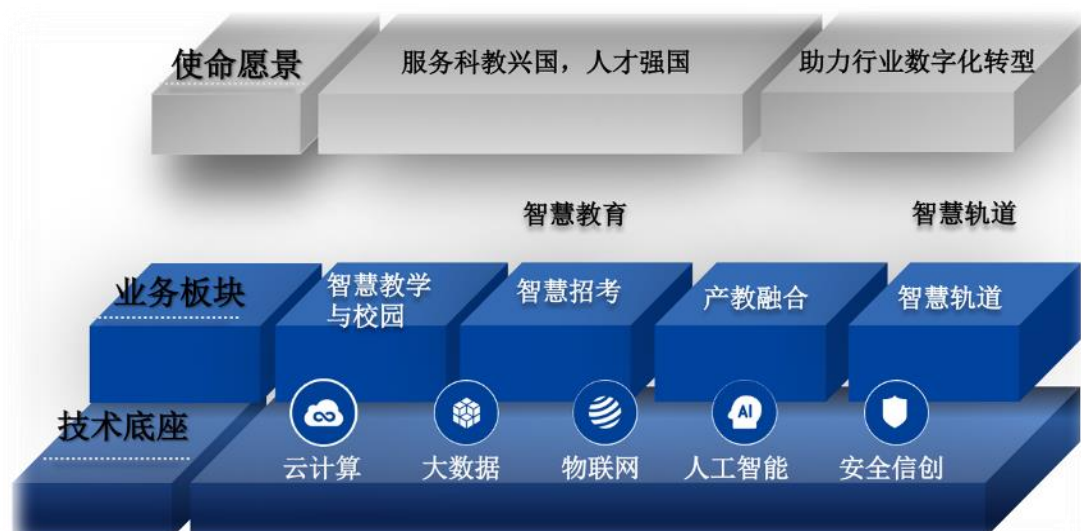 使命愿景
服务科教兴国，人才强国
助力行业数字化转型
智慧教育
智慧轨道
业务板块
智慧教学
与校园
智慧招考
产教融合
智慧轨道
技术底座
AI
云计算
大数据
物联网
人工智能
安全信创